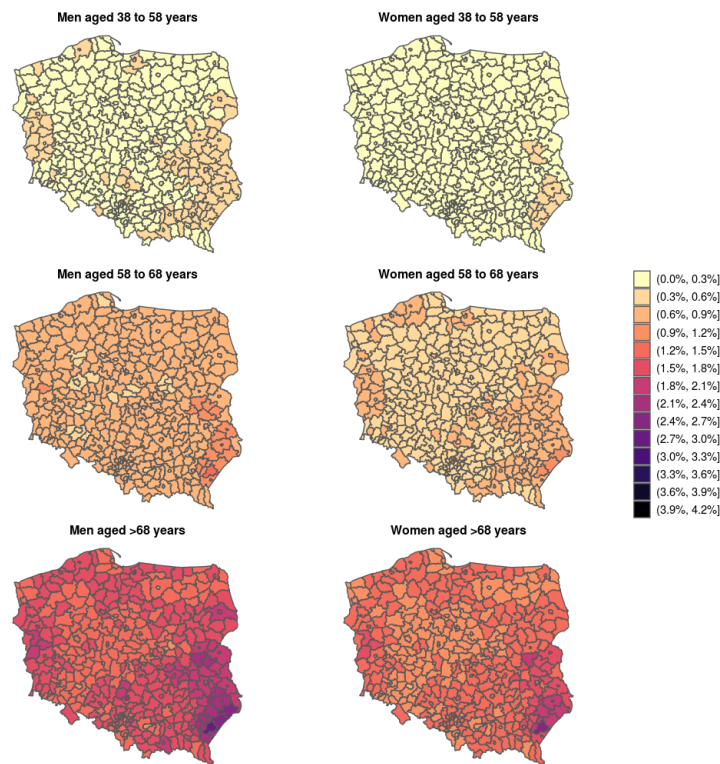 Men aged 38 to 58 years
Women aged 38 to 58 years
Men aged 58 to 68 years
Women aged 58 to 68 years
(0.0%, 0.3%]
(0.3%, 0.6%]
(0.6%, 0.9%]
(0.9%, 1.2%]
(1.2%, 1.5%]
(1.5%, 1.8%]
(1.8%, 2.1%]
(2.1%, 2.4%]
(2.4%, 2.7%]
(2.7%, 3.0%]
(3.0%, 3.3%]
(3.3%, 3.6%]
(3.6%, 3.9%]
(3.9%, 4.2%]
Men aged >68 years
Women aged >68 years